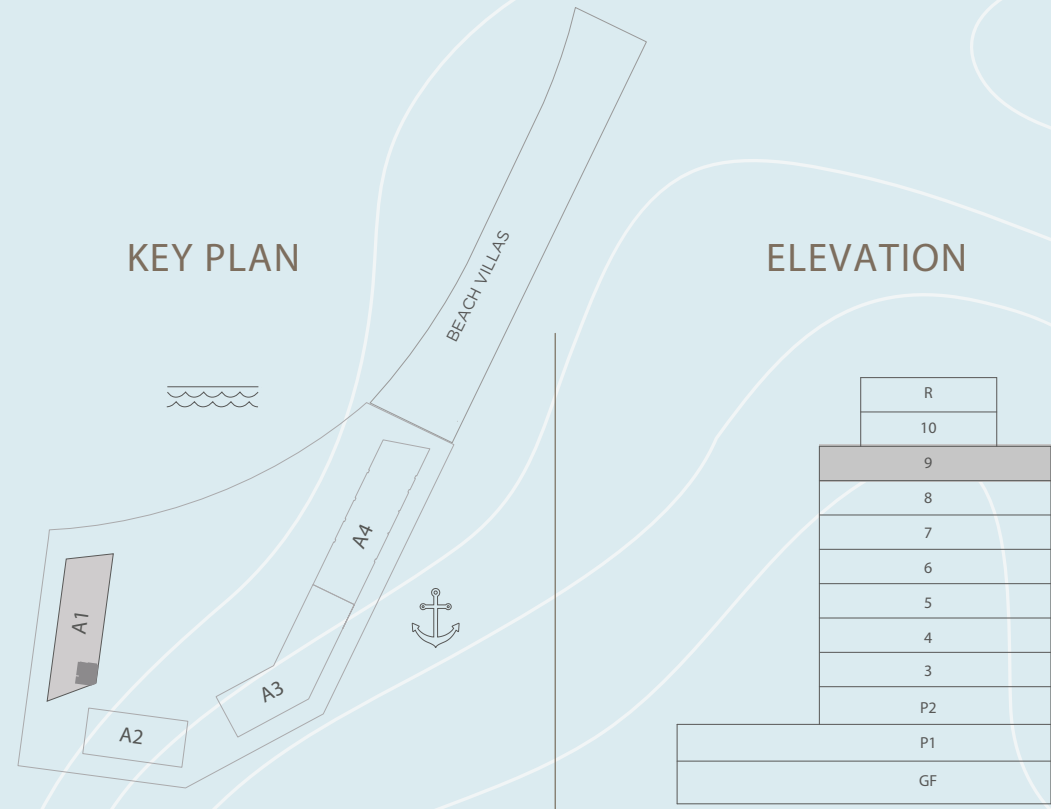 KEY PLAN
BEACH VILLAS
A4
A1
A3
A2
ELEVATION
R
10
9
8
7
6
5
4
3
P2
P1
GF